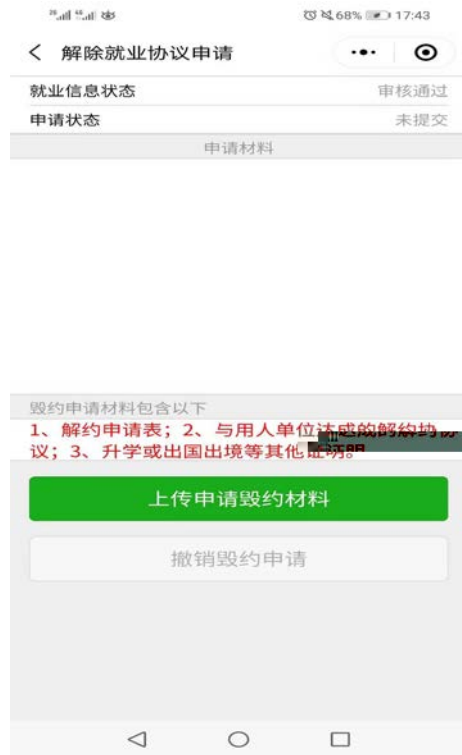 68% 17:43
解除就业协议申请
就业信息状态 审核通过
申请状态 未提交
申请材料
毁约申请材料包含以下
1、解约申请表；2、与用人单位达成的解约协
议；3、升学或出国出境等其他证明。
上传申请毁约材料
撤销毁约申请